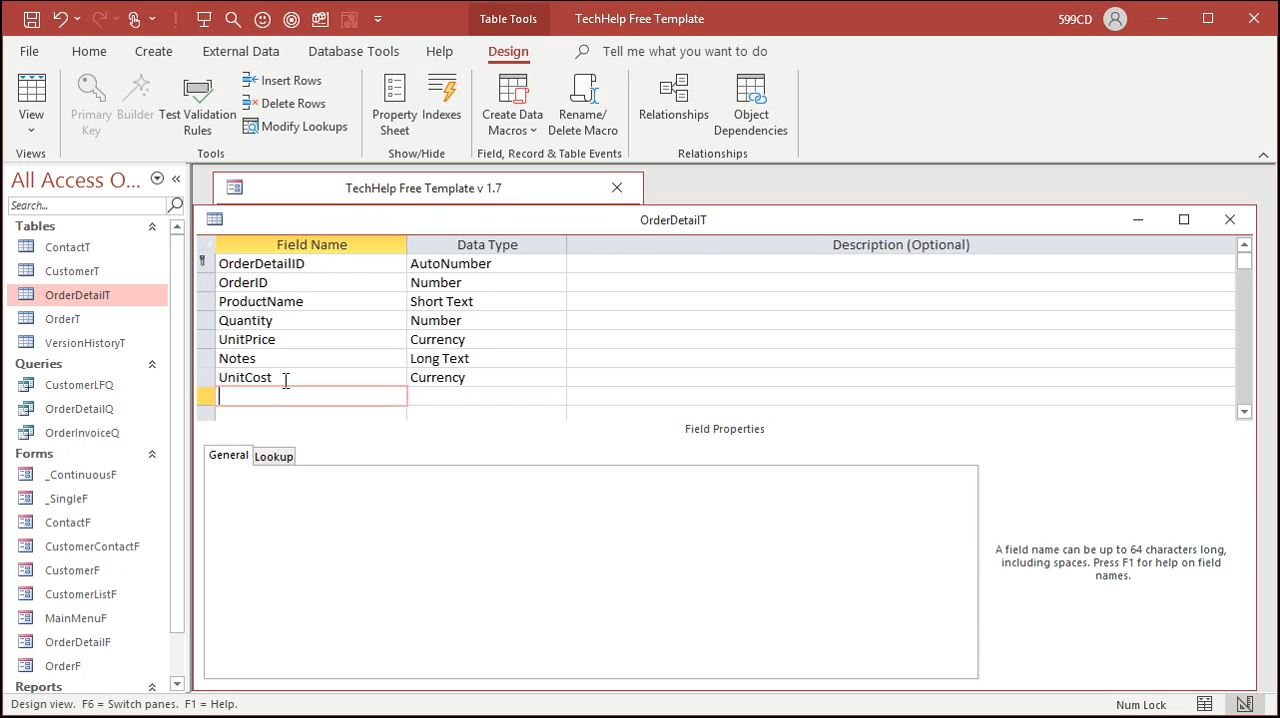 Table Tools
TechHelp Free Template
599CD
File
Home
Create
External Data
Database Tools
Help
Design
Tell me what you want to do
View
Primary Key
Builder
Test Validation Rules
Insert Rows
Delete Rows
Modify Lookups
Property Sheet
Indexes
Create Data Macros
Rename/ Delete Macro
Relationships
Object Dependencies
Views
Tools
Show/Hide
Field, Record & Table Events
Relationships
All Access O...
Search...
Tables
ContactT
CustomerT
OrderDetailT
OrderT
VersionHistoryT
Queries
CustomerLFQ
OrderDetailQ
OrderInvoiceQ
Forms
_ContinuousF
_SingleF
ContactF
CustomerContactF
CustomerF
CustomerListF
MainMenuF
OrderDetailF
OrderF
Reports
TechHelp Free Template v 1.7
OrderDetailT
Field Name Data Type Description (Optional)
OrderDetailID AutoNumber
OrderID Number
ProductName Short Text
Quantity Number
UnitPrice Currency
Notes Long Text
UnitCost Currency
Field Properties
General Lookup
A field name can be up to 64 characters long,
including spaces. Press F1 for help on field
names.
Design view. F6 = Switch panes. F1 = Help.
Num Lock